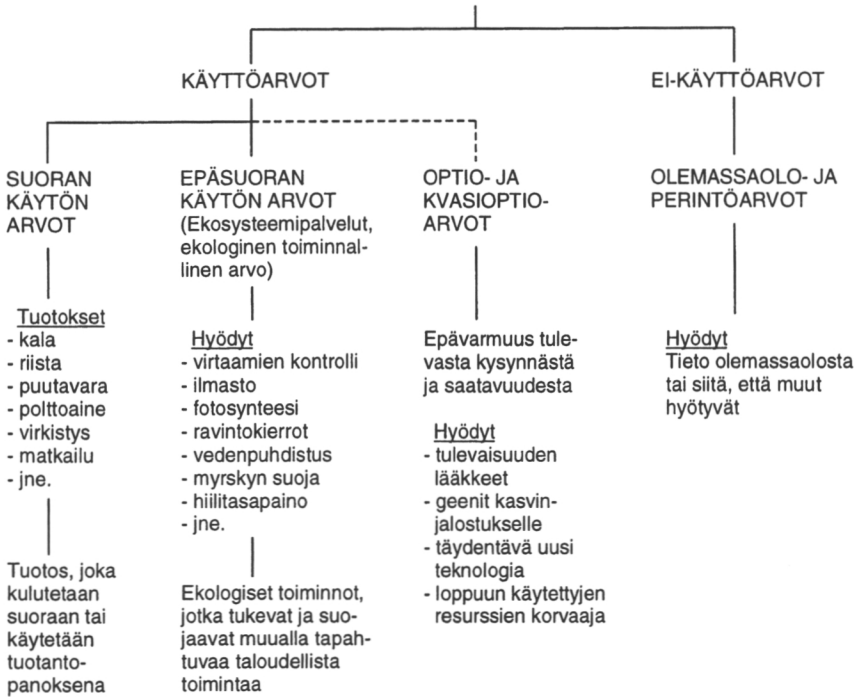 KÄYTTÖARVOT
EI-KÄYTTÖARVOT
SUORAN
KÄYTÖN
ARVOT
Tuotokset
- kala
- riista
- puutavara
- polttoaine
- virkistys
- matkailu
- jne.
Tuotos, joka
kulutetaan
suoraan tai
käytetään
tuotanto-
panoksena
EPÄSUORAN
KÄYTÖN ARVOT
(Ekosysteemipalvelut,
ekologinen toiminnal-
linen arvo)
Hyödyt
- virtaamien kontrolli
- ilmasto
- fotosynteesi
- ravintokierrot
- vedenpuhdistus
- myrskyn suoja
- hiilitasapaino
- jne.
Ekologiset toiminnot,
jotka tukevat ja suo-
jaavat muualla tapah-
tuvaa taloudellista
toimintaa
OPTIO- JA
KVASIOPTIO-
ARVOT
Epävarmuus tule-
vasta kysynnästä
ja saatavuudesta
Hyödyt
- tulevaisuuden
lääkkeet
- geenit kasvin-
jalostukselle
- täydentävä uusi
teknologia
- loppuun käytettyjen
resurssien korvaaja
OLEMASSAOLO- JA
PERINTÖARVOT
Hyödyt
Tieto olemassaolosta
tai siitä, että muut
hyötyvät